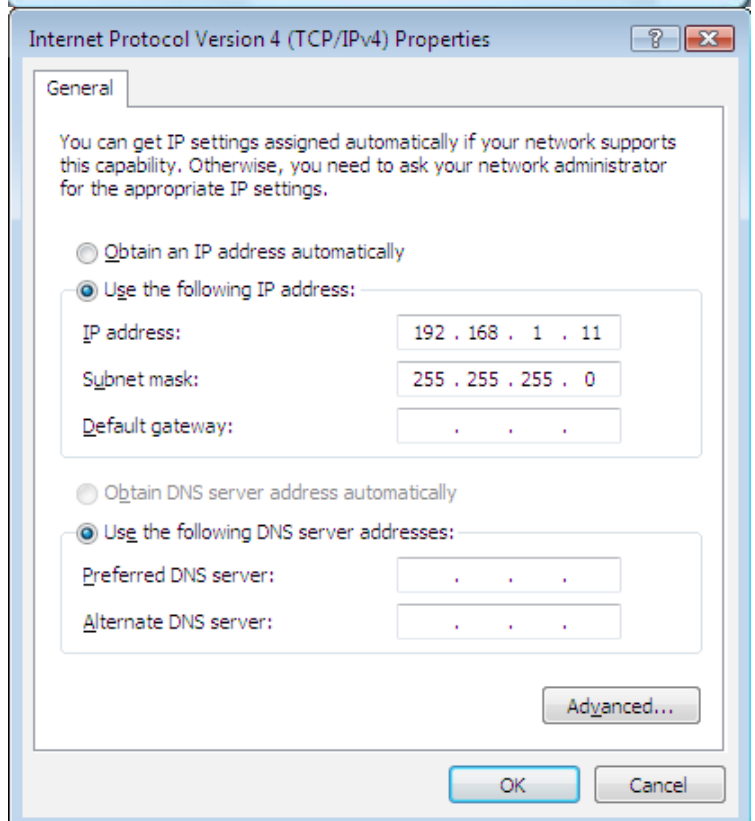 Internet Protocol Version 4 (TCP/IPv4) Properties
General
You can get IP settings assigned automatically if your network supports
this capability. Otherwise, you need to ask your network administrator
for the appropriate IP settings.
Obtain an IP address automatically
Use the following IP address:
IP address: 192 . 168 . 1 . 11
Subnet mask: 255 . 255 . 255 . 0
Default gateway: . . .
Obtain DNS server address automatically
Use the following DNS server addresses:
Preferred DNS server: . . .
Alternate DNS server: . . .
Advanced...
OK Cancel